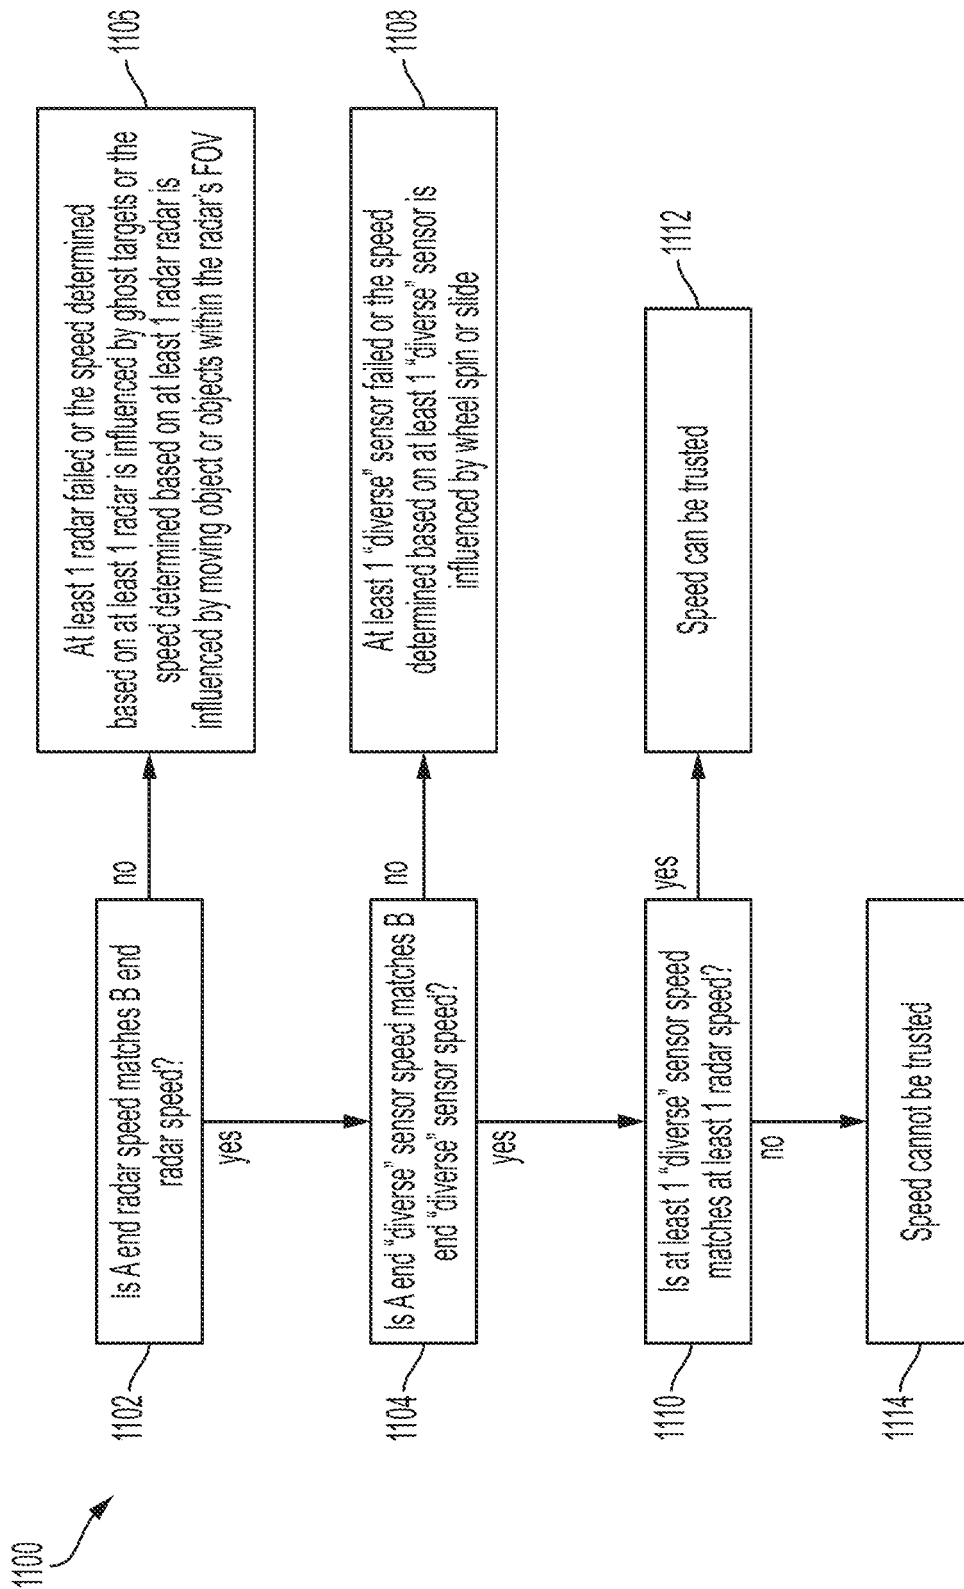 1100
1102
Is A end radar speed matches B end
radar speed?
no
At least 1 radar failed or the speed determined
based on at least 1 radar is influenced by ghost targets or the
speed determined based on at least 1 radar radar is
influenced by moving object or objects within the radar's FOV
1106
yes
1104
Is A end "diverse" sensor speed matches B
end "diverse" sensor speed?
no
At least 1 "diverse" sensor failed or the speed
determined based on at least 1 "diverse" sensor is
influenced by wheel spin or slide
1108
yes
1110
Is at least 1 "diverse" sensor speed
matches at least 1 radar speed?
yes
Speed can be trusted
1112
no
1114
Speed cannot be trusted